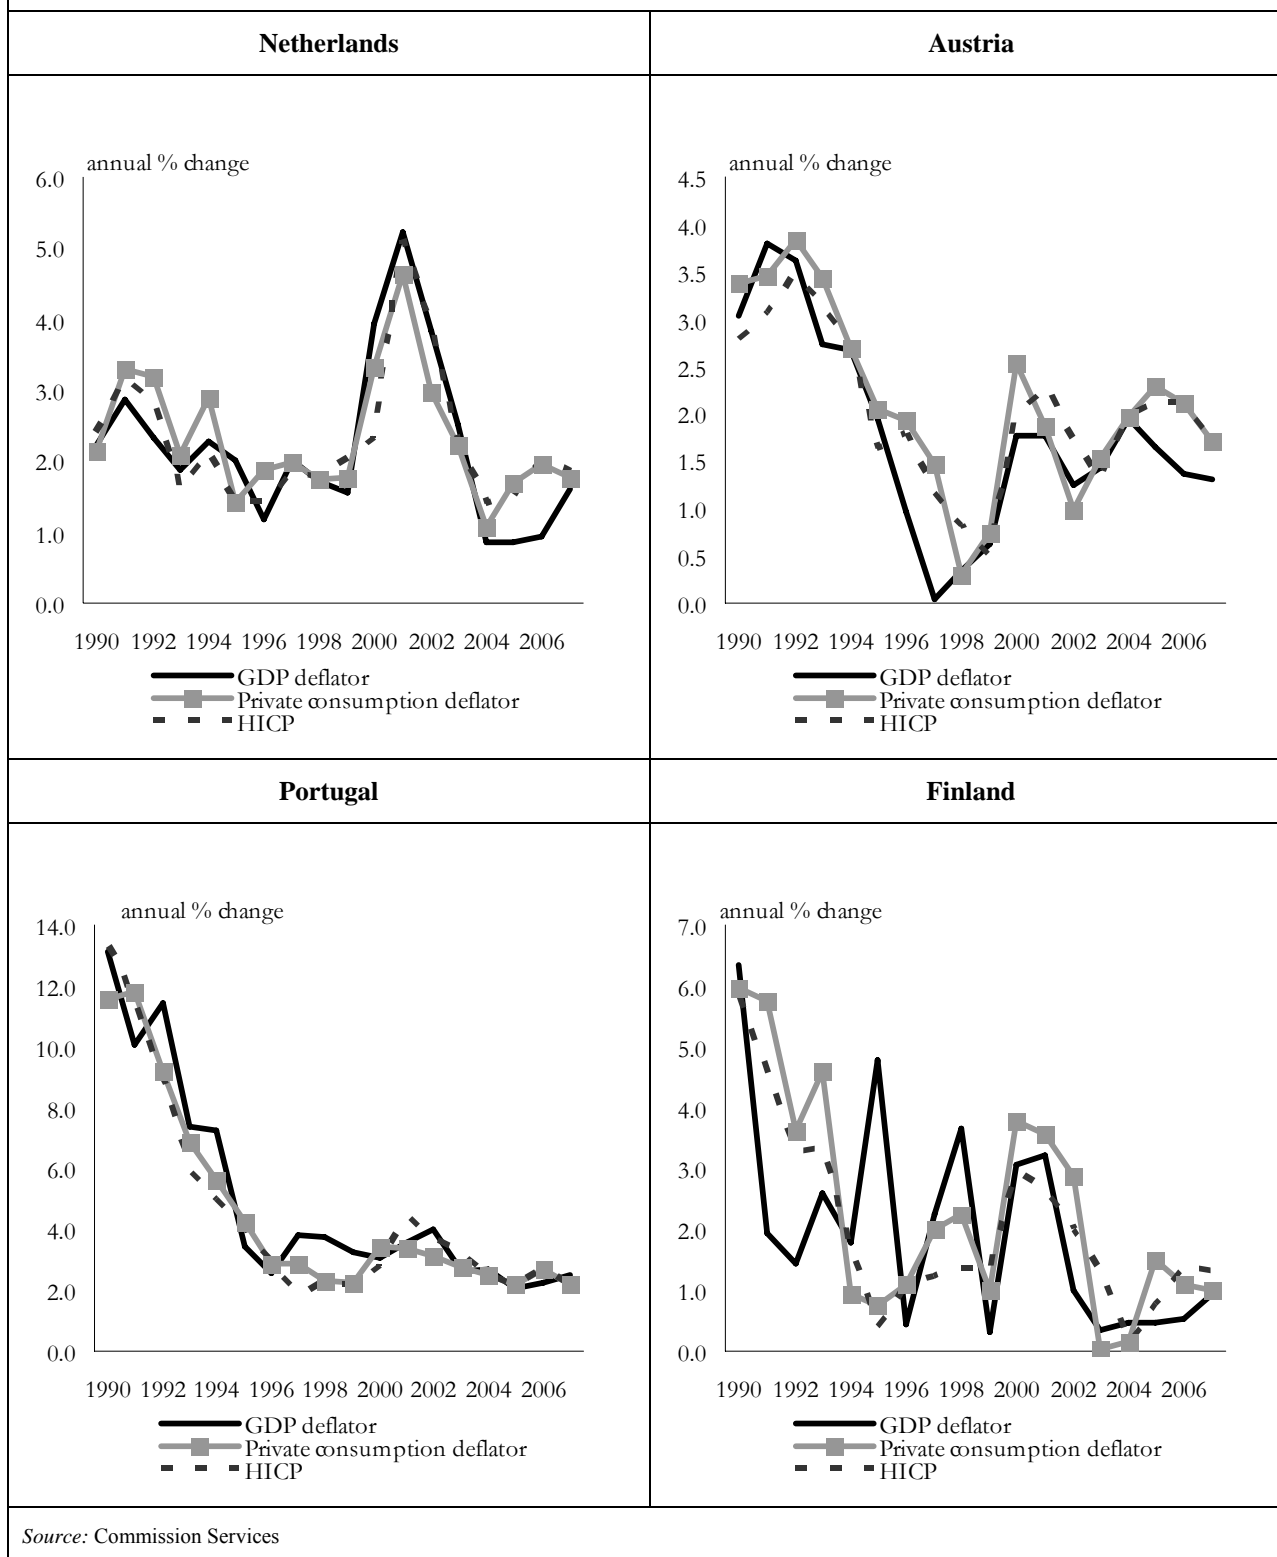 Netherlands
Austria
annual % change
6.0
5.0
4.0
3.0
2.0
1.0
0.0
1990 1992 1994 1996 1998 2000 2002 2004 2006
GDP deflator
Private consumption deflator
HICP
annual % change
4.5
4.0
3.5
3.0
2.5
2.0
1.5
1.0
0.5
0.0
1990 1992 1994 1996 1998 2000 2002 2004 2006
GDP deflator
Private consumption deflator
HICP
Portugal
Finland
annual % change
14.0
12.0
10.0
8.0
6.0
4.0
2.0
0.0
1990 1992 1994 1996 1998 2000 2002 2004 2006
GDP deflator
Private consumption deflator
HICP
annual % change
7.0
6.0
5.0
4.0
3.0
2.0
1.0
0.0
1990 1992 1994 1996 1998 2000 2002 2004 2006
GDP deflator
Private consumption deflator
HICP
Source: Commission Services